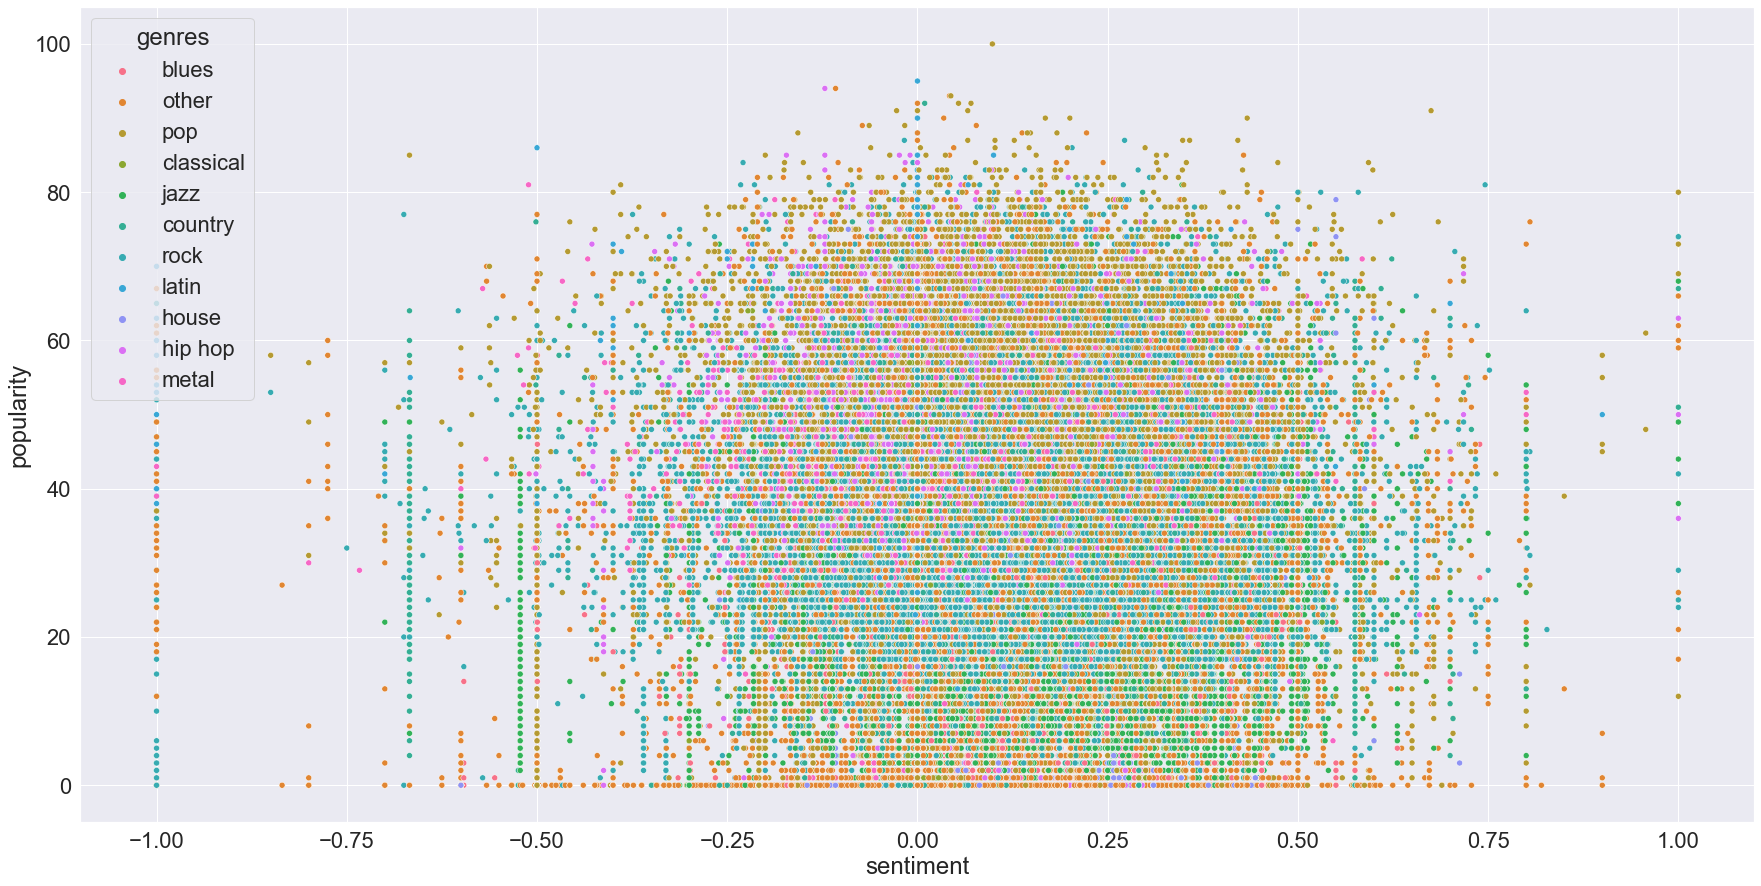 genres
blues
other
pop
classical
jazz
country
rock
latin
house
hip hop
metal
100
80
60
40
20
0
popularity
−1.00 −0.75 −0.50 −0.25 0.00 0.25 0.50 0.75 1.00
sentiment